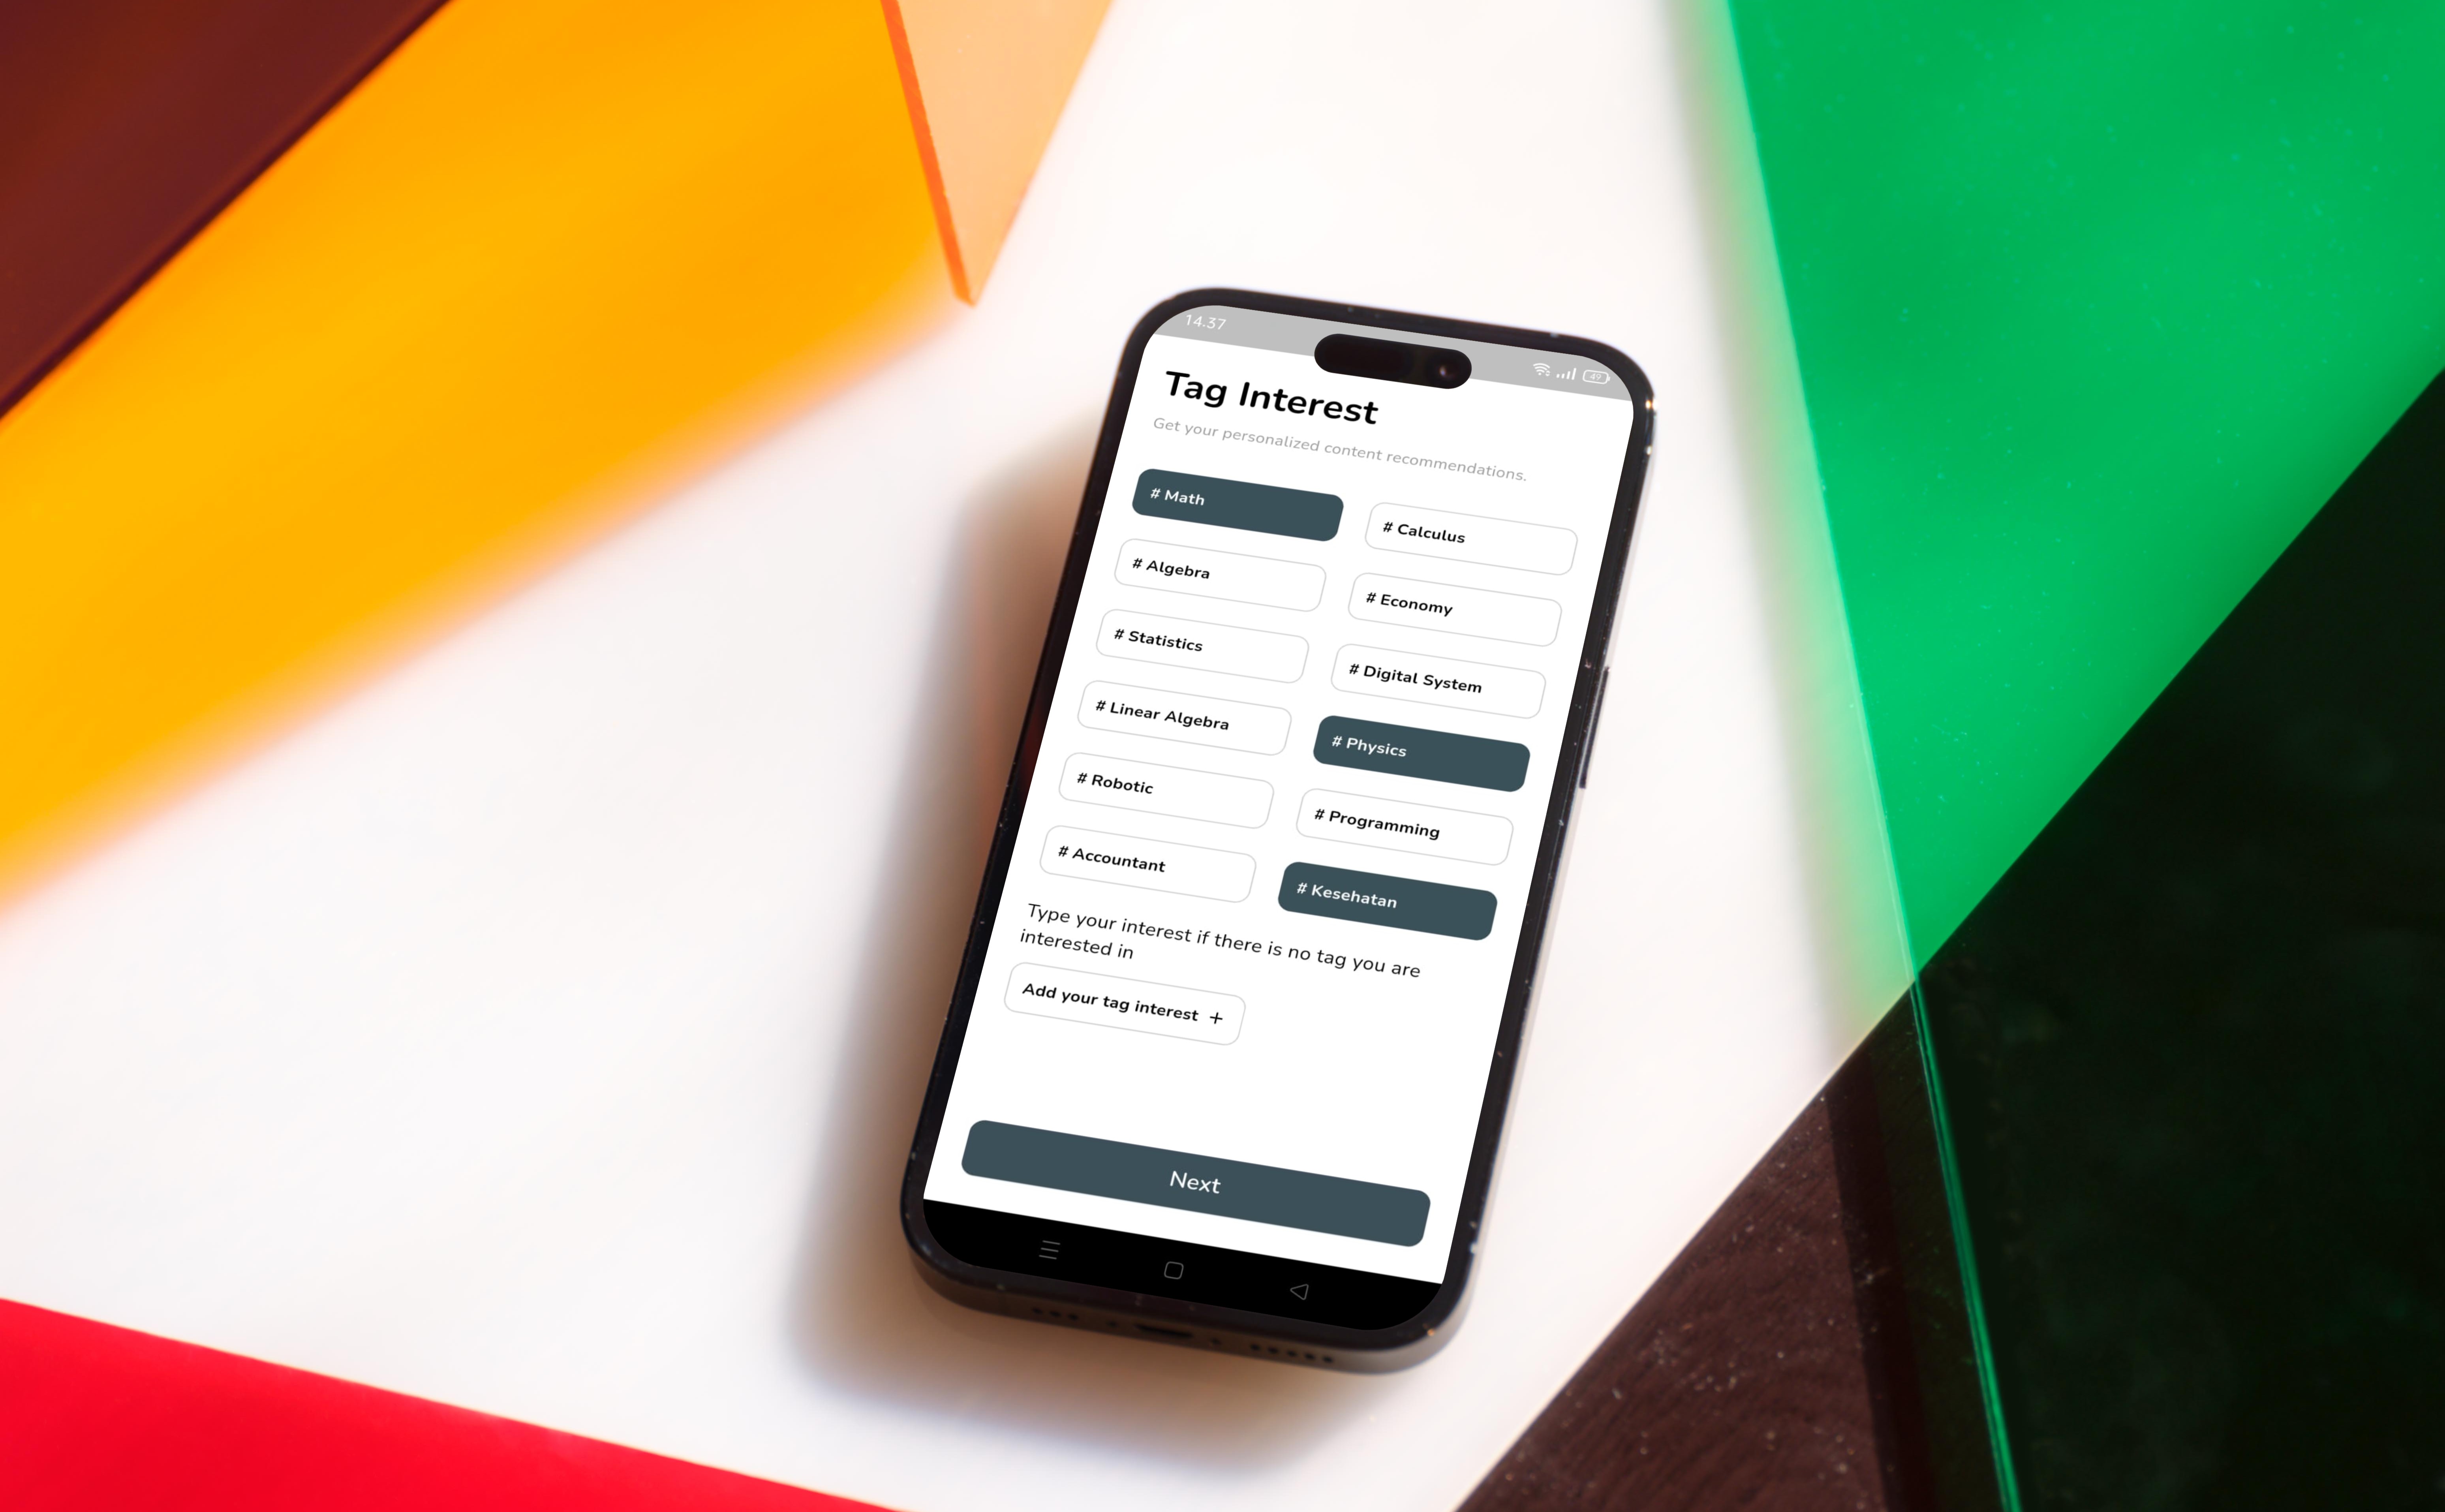 14.37
49
Tag Interest
Get your personalized content recommendations.
# Math
# Calculus
# Algebra
# Economy
# Statistics
# Digital System
# Linear Algebra
# Physics
# Robotic
# Programming
# Accountant
# Kesehatan
Type your interest if there is no tag you are
interested in
Add your tag interest +
Next